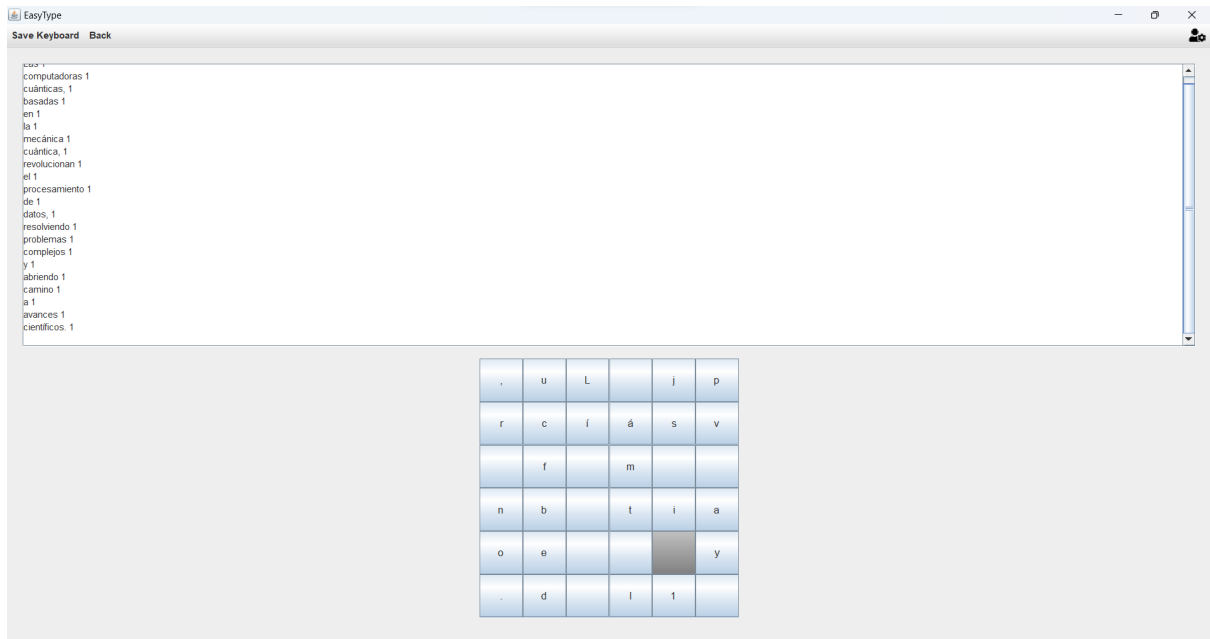 EasyType
Save Keyboard Back
Las 1
computadoras 1
cuánticas, 1
basadas 1
en 1
la 1
mecánica 1
cuántica, 1
revolucionan 1
el 1
procesamiento 1
de 1
datos, 1
resolviendo 1
problemas 1
complejos 1
y 1
abriendo 1
camino 1
a 1
avances 1
científicos. 1
, u L j p
r c í á s v
f m
n b t i a
o e y
. d l 1